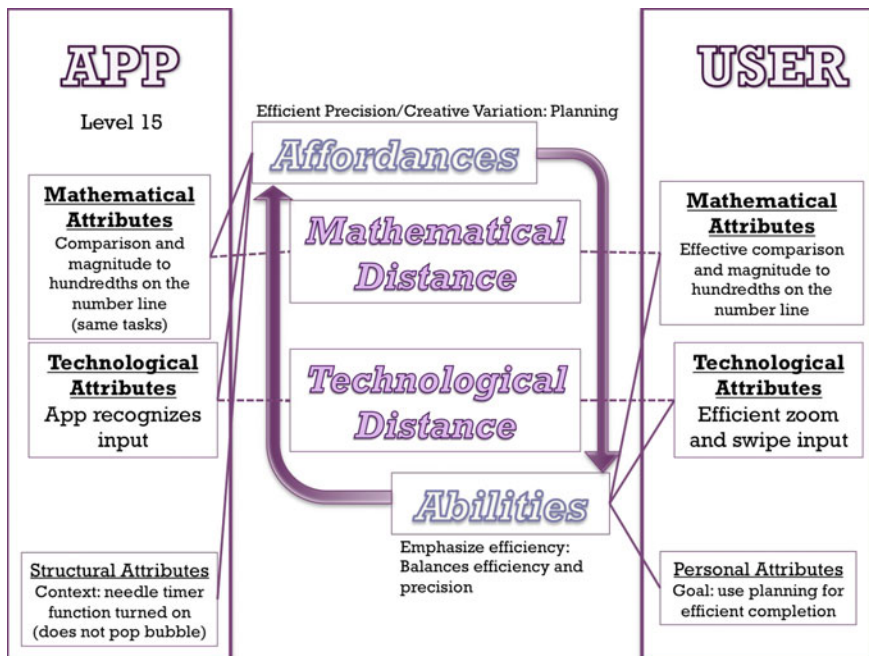 APP
Level 15
Mathematical
Attributes
Comparison and
magnitude to
hundredths on the
number line
(same tasks)
Technological
Attributes
App recognizes
input
Structural Attributes
Context: needle timer
function turned on
(does not pop bubble)
Efficient Precision/Creative Variation: Planning
Affordances
Mathematical
Distance
Technological
Distance
Abilities
Emphasize efficiency:
Balances efficiency and
precision
USER
Mathematical
Attributes
Effective comparison
and magnitude to
hundredths on the
number line
Technological
Attributes
Efficient zoom
and swipe input
Personal Attributes
Goal: use planning for
efficient completion